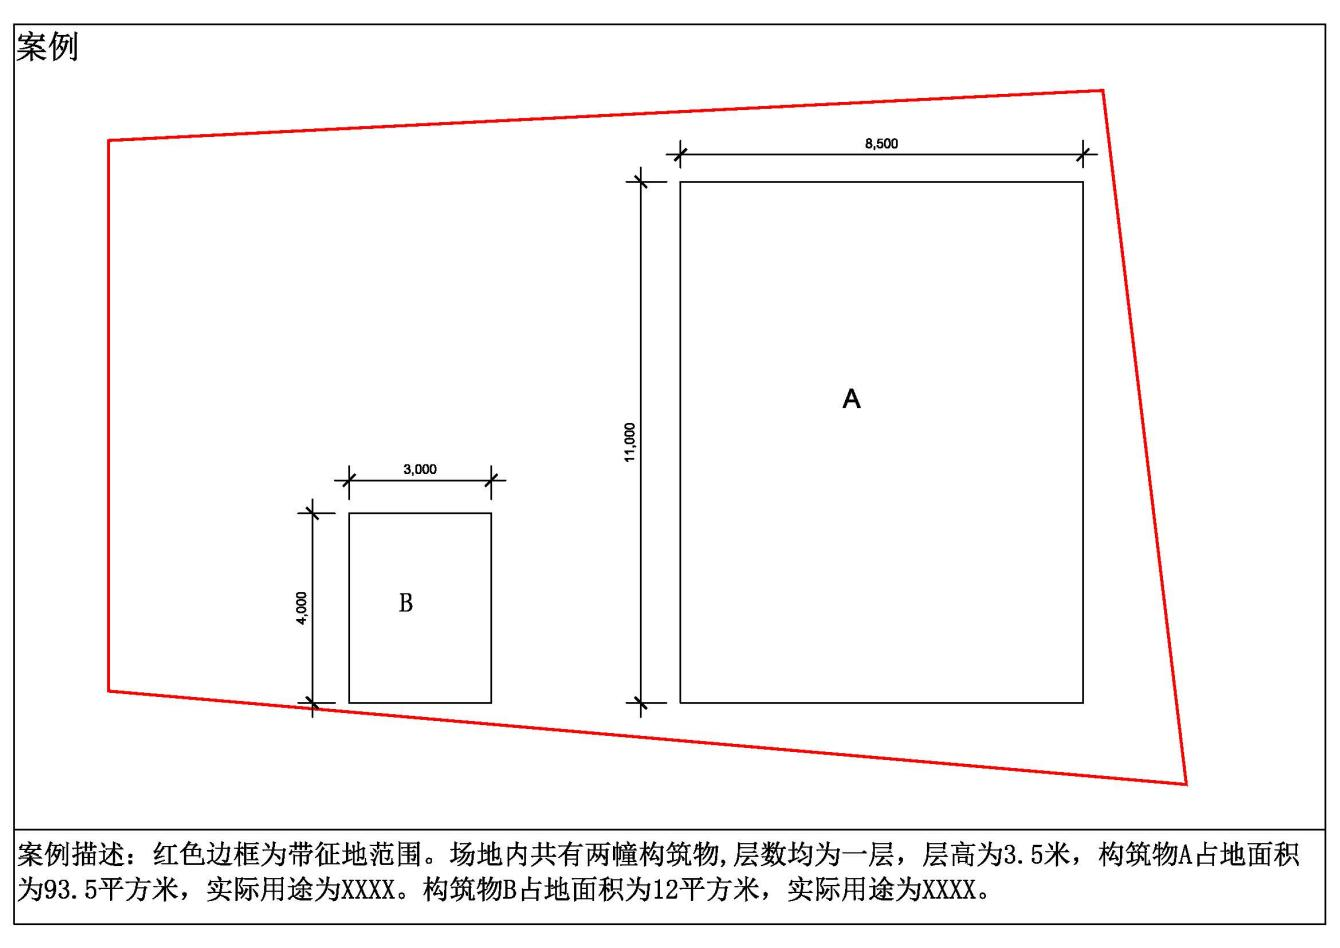 案例
8,500
11,000
A
3,000
4,000
B
案例描述：红色边框为带征地范围。场地内共有两幢构筑物,层数均为一层，层高为3.5米，构筑物A占地面积
为93.5平方米，实际用途为XXXX。构筑物B占地面积为12平方米，实际用途为XXXX。